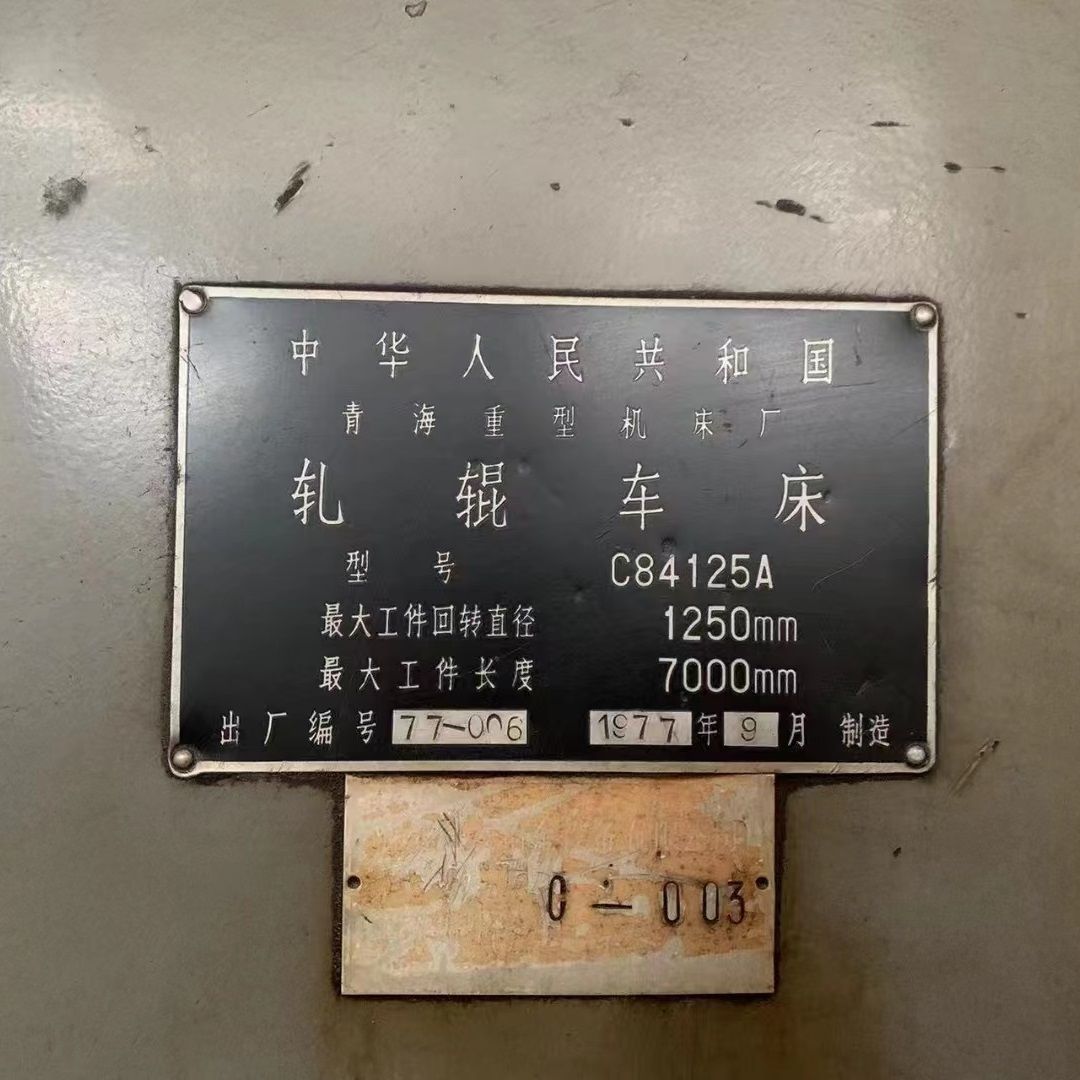 中华人民共和国
青海重型机床厂
轧辊车床
型号 C84125A
最大工件回转直径 1250mm
最大工件长度 7000mm
出厂编号 77-006 1977年9月制造
C-003